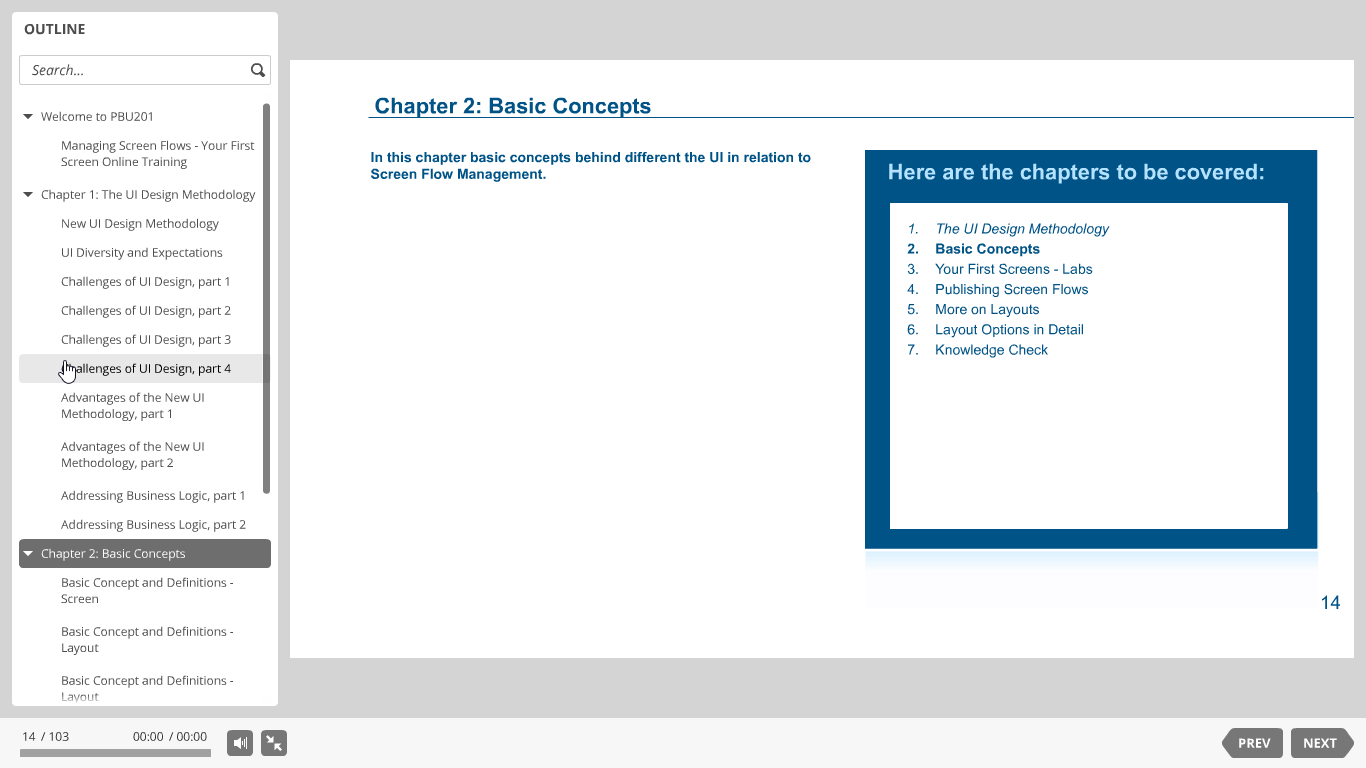 OUTLINE
Search...
Welcome to PBU201
Managing Screen Flows - Your First
Screen Online Training
Chapter 1: The UI Design Methodology
New UI Design Methodology
UI Diversity and Expectations
Challenges of UI Design, part 1
Challenges of UI Design, part 2
Challenges of UI Design, part 3
Challenges of UI Design, part 4
Advantages of the New UI
Methodology, part 1
Advantages of the New UI
Methodology, part 2
Addressing Business Logic, part 1
Addressing Business Logic, part 2
Chapter 2: Basic Concepts
Basic Concept and Definitions -
Screen
Basic Concept and Definitions -
Layout
Basic Concept and Definitions -
Layout
Chapter 2: Basic Concepts
In this chapter basic concepts behind different the UI in relation to
Screen Flow Management.
Here are the chapters to be covered:
1. The UI Design Methodology
2. Basic Concepts
3. Your First Screens - Labs
4. Publishing Screen Flows
5. More on Layouts
6. Layout Options in Detail
7. Knowledge Check
14
14 / 103
00:00 / 00:00
PREV
NEXT